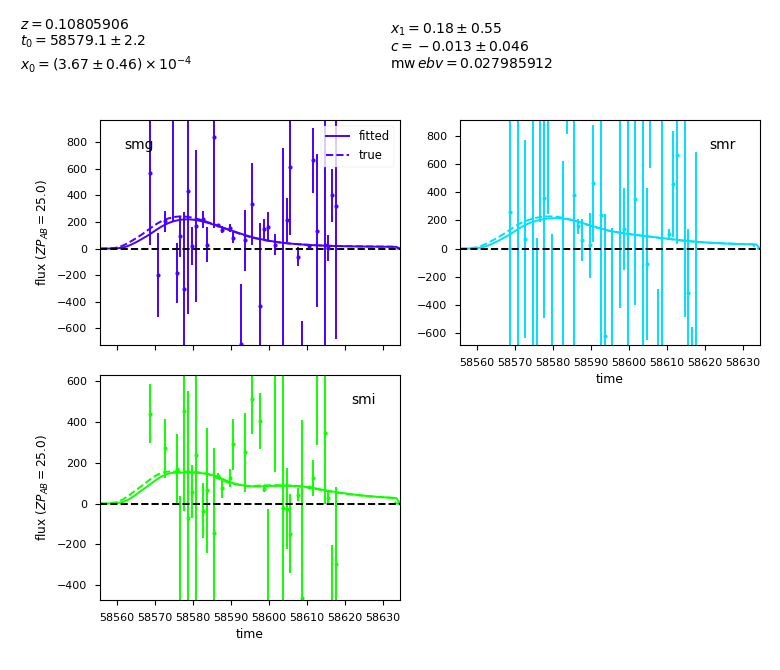 z = 0.10805906
t₀ = 58579.1 ± 2.2
x₀ = (3.67 ± 0.46) × 10⁻⁴
x₁ = 0.18 ± 0.55
c = −0.013 ± 0.046
mw ebv = 0.027985912
smg
fitted
true
800
600
400
200
0
−200
−400
−600
flux (ZP_AB = 25.0)
smr
800
600
400
200
0
−200
−400
−600
58560 58570 58580 58590 58600 58610 58620 58630
time
smi
600
400
200
0
−200
−400
flux (ZP_AB = 25.0)
58560 58570 58580 58590 58600 58610 58620 58630
time